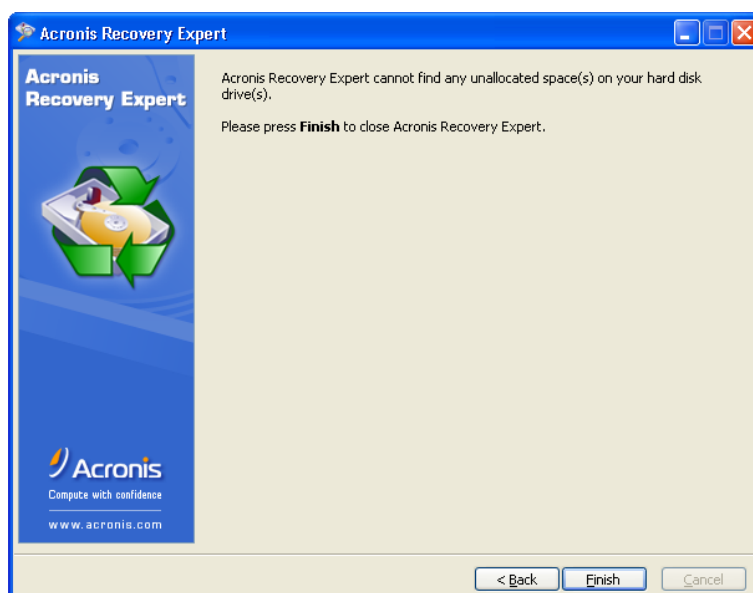 Acronis Recovery Expert
Acronis
Recovery Expert
Acronis Recovery Expert cannot find any unallocated space(s) on your hard disk
drive(s).
Please press Finish to close Acronis Recovery Expert.
Acronis
Compute with confidence
www.acronis.com
< Back
Finish
Cancel